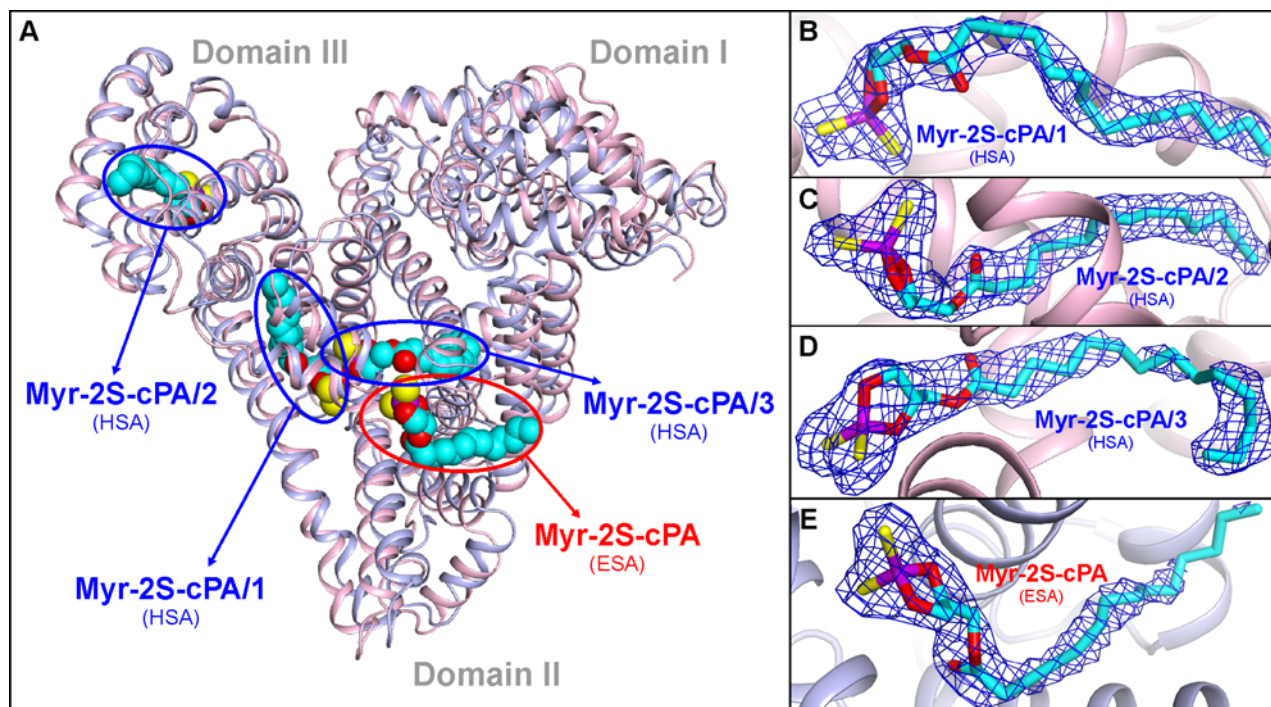 A
Domain III
Domain I
Myr-2S-cPA/2
(HSA)
Myr-2S-cPA/3
(HSA)
Myr-2S-cPA
(ESA)
Myr-2S-cPA/1
(HSA)
Domain II
B
Myr-2S-cPA/1
(HSA)
C
Myr-2S-cPA/2
(HSA)
D
Myr-2S-cPA/3
(HSA)
E
Myr-2S-cPA
(ESA)